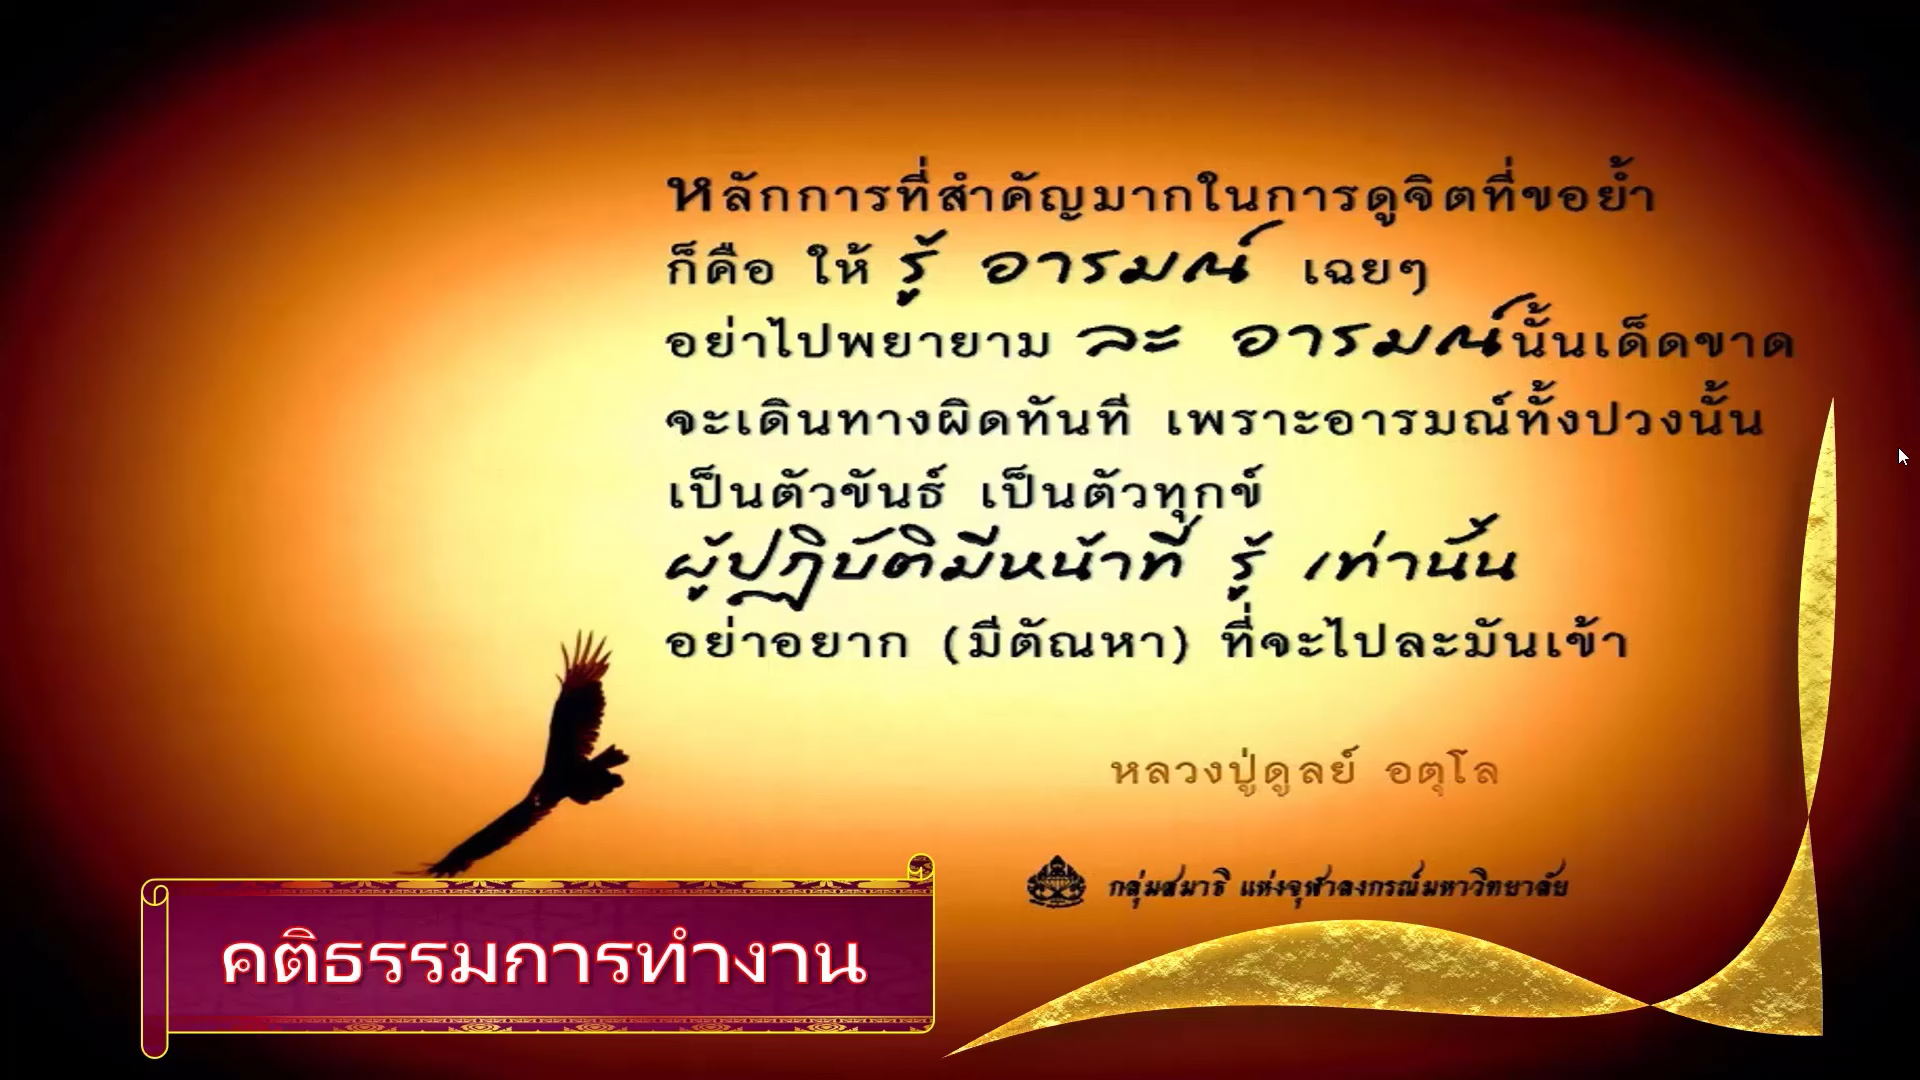 หลักการที่สำคัญมากในการดูจิตที่ขอย้ำ
ก็คือ ให้ รู้ อารมณ์ เฉยๆ
อย่าไปพยายาม ละ อารมณ์นั้นเด็ดขาด
จะเดินทางผิดทันที เพราะอารมณ์ทั้งปวงนั้น
เป็นตัวขันธ์ เป็นตัวทุกข์
ผู้ปฏิบัติมีหน้าที่ รู้ เท่านั้น
อย่าอยาก (มีตัณหา) ที่จะไปละมันเข้า
หลวงปู่ดูลย์ อตุโล
กลุ่มสมาธิ แห่งจุฬาลงกรณ์มหาวิทยาลัย
คติธรรมการทำงาน